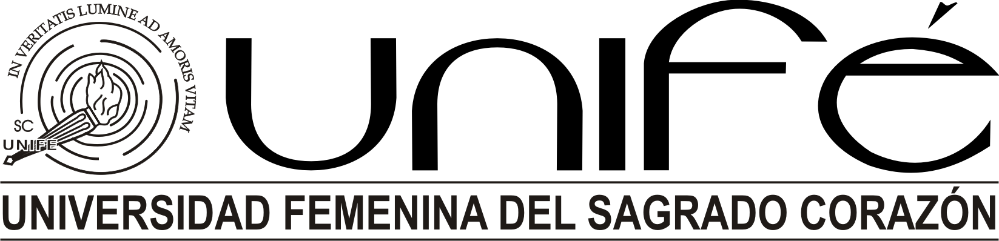 IN VERITATIS LUMINE AD AMORIS VITAM
SC
UNIFE
unifé
UNIVERSIDAD FEMENINA DEL SAGRADO CORAZÓN